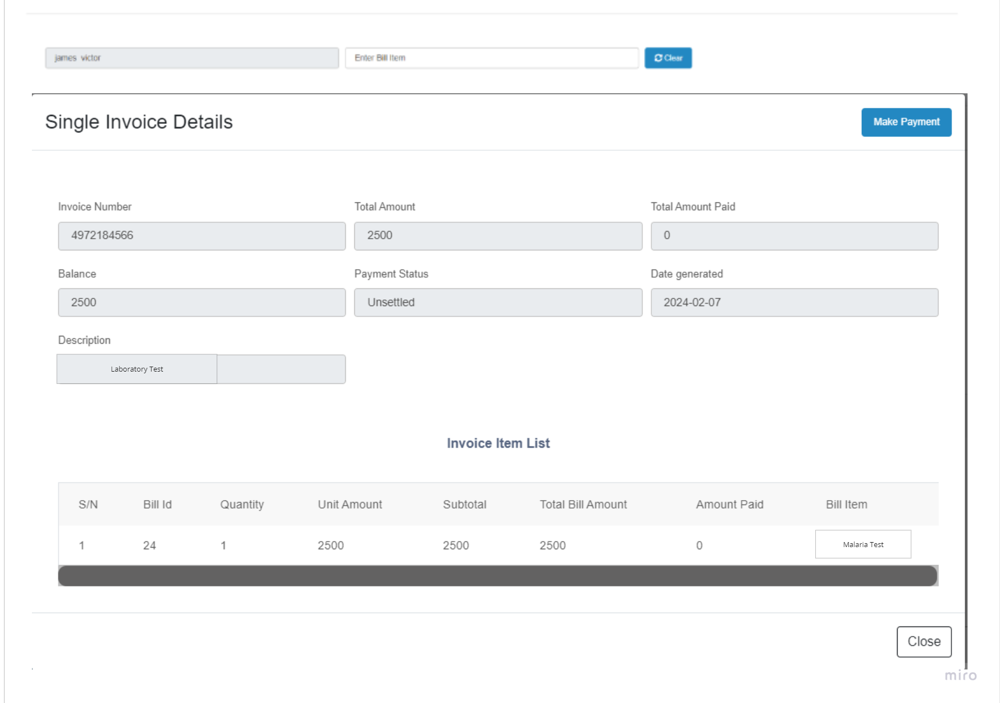 james victor
Enter Bill Item
Clear
Single Invoice Details
Make Payment
Invoice Number
Total Amount
Total Amount Paid
4972184566
2500
0
Balance
Payment Status
Date generated
2500
Unsettled
2024-02-07
Description
Laboratory Test
Invoice Item List
S/N Bill Id Quantity Unit Amount Subtotal Total Bill Amount Amount Paid Bill Item
1 24 1 2500 2500 2500 0 Malaria Test
Close
miro